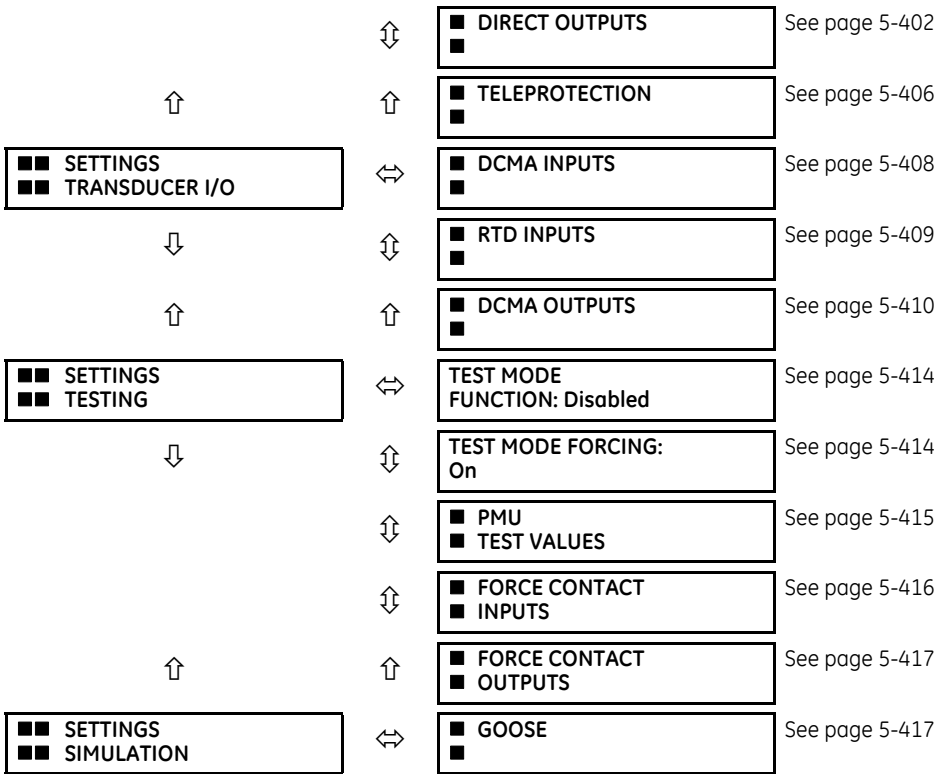 ■ DIRECT OUTPUTS See page 5-402
■
■ TELEPROTECTION See page 5-406
■
■■ SETTINGS
■■ TRANSDUCER I/O
■ DCMA INPUTS See page 5-408
■
■ RTD INPUTS See page 5-409
■
■ DCMA OUTPUTS See page 5-410
■
■■ SETTINGS
■■ TESTING
TEST MODE See page 5-414
FUNCTION: Disabled
TEST MODE FORCING: See page 5-414
On
■ PMU See page 5-415
■ TEST VALUES
■ FORCE CONTACT See page 5-416
■ INPUTS
■ FORCE CONTACT See page 5-417
■ OUTPUTS
■■ SETTINGS
■■ SIMULATION
■ GOOSE See page 5-417
■